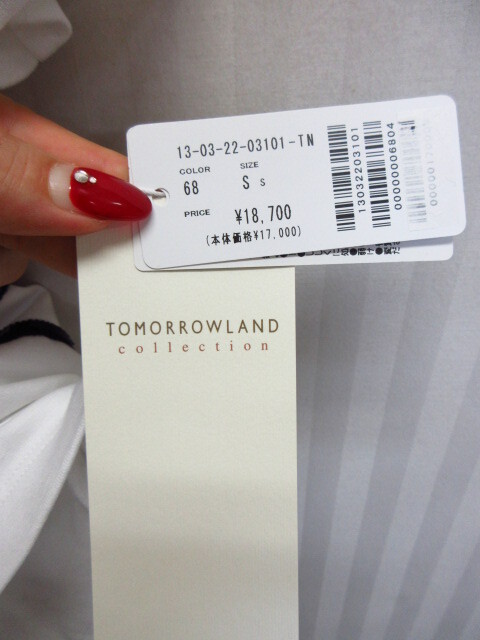 13-03-22-03101-TN
COLOR SIZE
68 S S
PRICE ¥18,700
(本体価格¥17,000)
13032203101
00000006804
TOMORROWLAND
collection